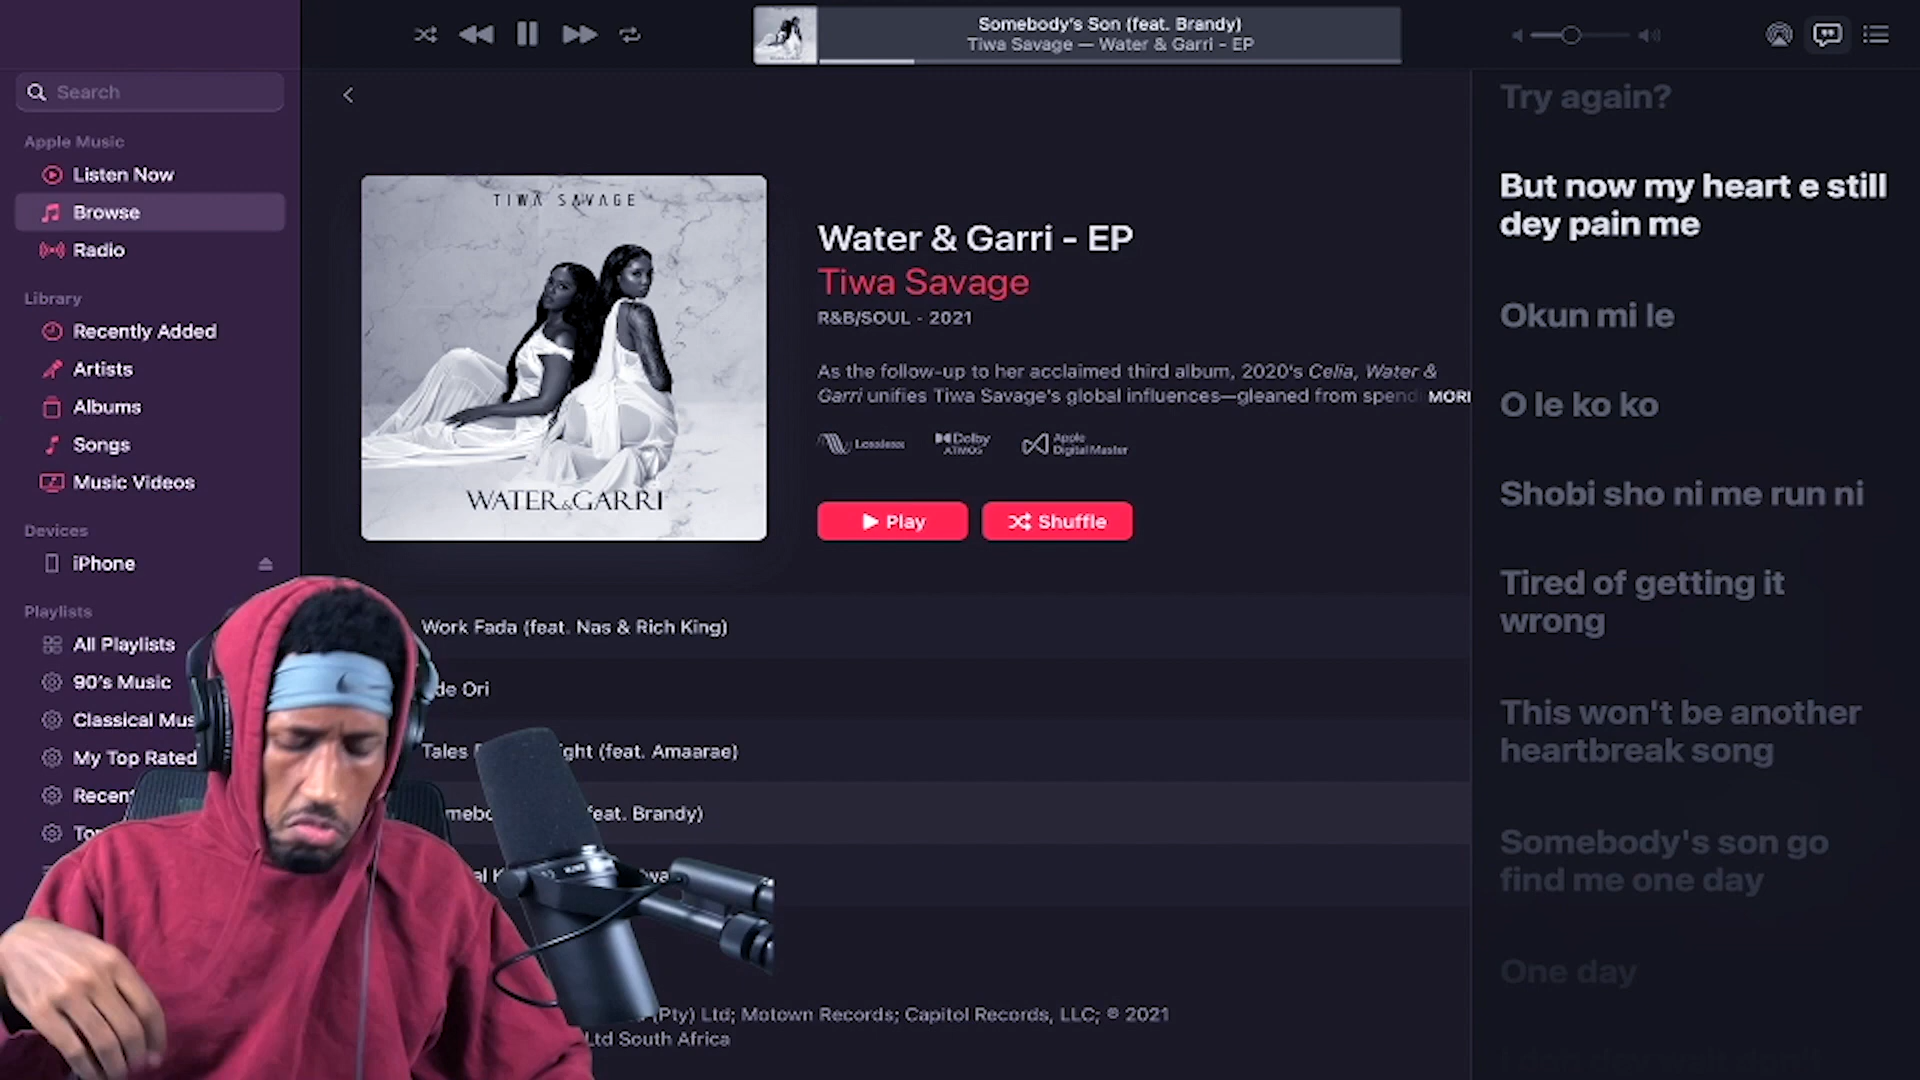 Somebody's Son (feat. Brandy)
Tiwa Savage — Water & Garri - EP
Search
Apple Music
Listen Now
Browse
Radio
Library
Recently Added
Artists
Albums
Songs
Music Videos
Devices
iPhone
Playlists
All Playlists
90's Music
Classical Mus
My Top Rated
Recent
To
TIWA SAVAGE
WATER & GARRI
Water & Garri - EP
Tiwa Savage
R&B/SOUL - 2021
As the follow-up to her acclaimed third album, 2020's Celia, Water &
Garri unifies Tiwa Savage's global influences—gleaned from spend MORE
Lossless
Dolby
ATMOS
Apple
Digital Master
Play
Shuffle
Work Fada (feat. Nas & Rich King)
de Ori
Tales ght (feat. Amaarae)
mebo feat. Brandy)
(Pty) Ltd; Motown Records; Capitol Records, LLC; ℗ 2021
Ltd South Africa
Try again?
But now my heart e still
dey pain me
Okun mi le
O le ko ko
Shobi sho ni me run ni
Tired of getting it
wrong
This won't be another
heartbreak song
Somebody's son go
find me one day
One day